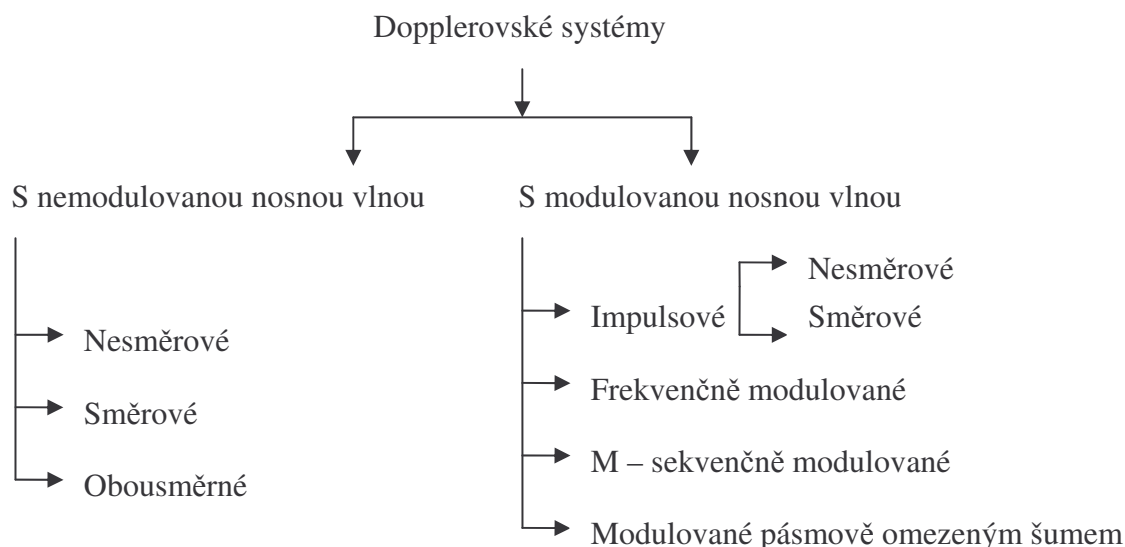 Dopplerovské systémy
S nemodulovanou nosnou vlnou
Nesměrové
Směrové
Obousměrné
S modulovanou nosnou vlnou
Impulsové
Nesměrové
Směrové
Frekvenčně modulované
M – sekvenčně modulované
Modulované pásmově omezeným šumem